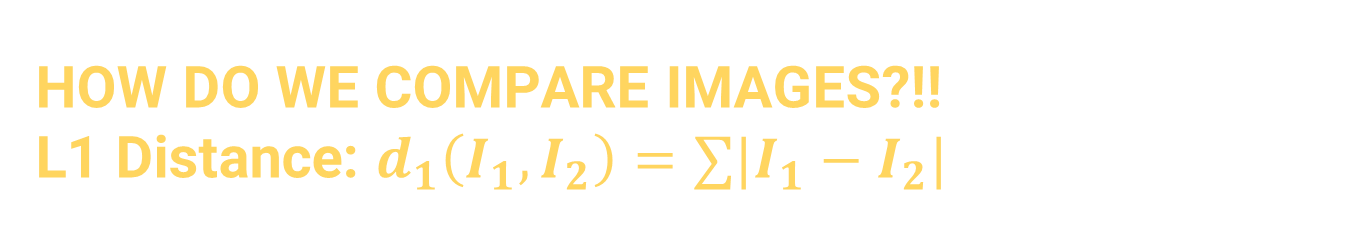 HOW DO WE COMPARE IMAGES?!!
L1 Distance: d₁(I₁, I₂) = ∑|I₁ − I₂|